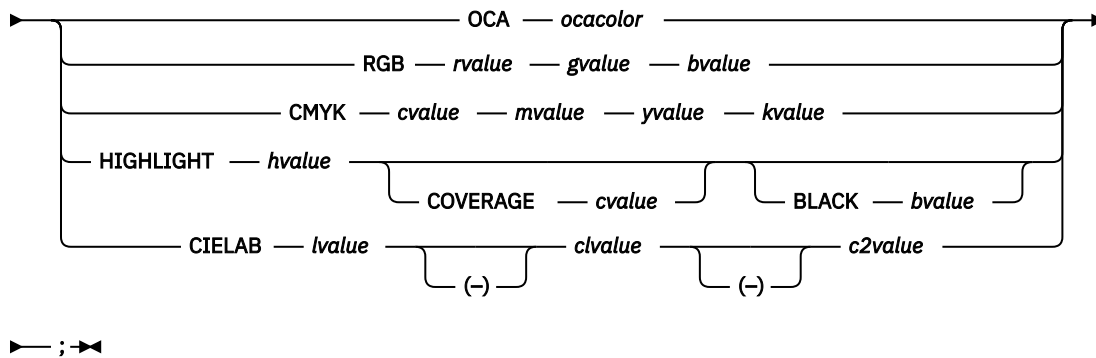 OCA ocacolor
RGB rvalue gvalue bvalue
CMYK cvalue mvalue yvalue kvalue
HIGHLIGHT hvalue
COVERAGE cvalue BLACK bvalue
CIELAB lvalue clvalue c2value
(–) (–)
;